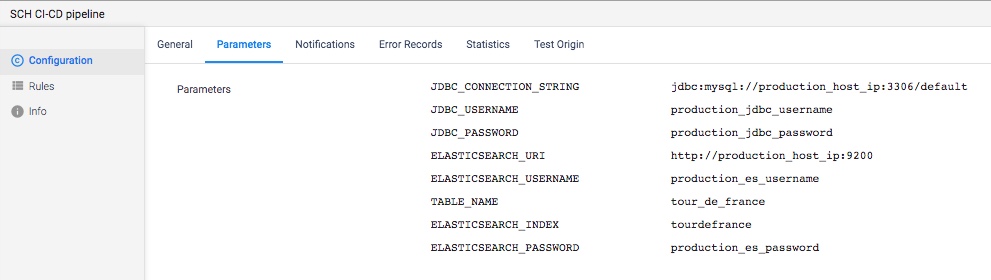 SCH CI-CD pipeline
General Parameters Notifications Error Records Statistics Test Origin
Configuration
Rules
Info
Parameters
JDBC_CONNECTION_STRING jdbc:mysql://production_host_ip:3306/default
JDBC_USERNAME production_jdbc_username
JDBC_PASSWORD production_jdbc_password
ELASTICSEARCH_URI http://production_host_ip:9200
ELASTICSEARCH_USERNAME production_es_username
TABLE_NAME tour_de_france
ELASTICSEARCH_INDEX tourdefrance
ELASTICSEARCH_PASSWORD production_es_password